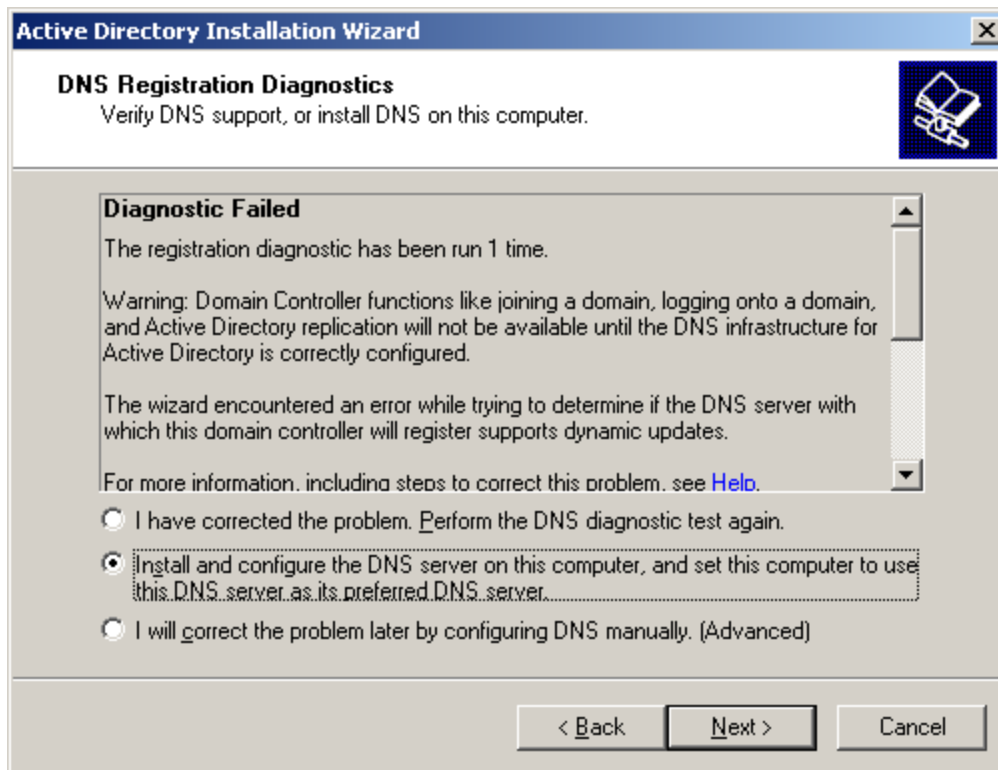 Active Directory Installation Wizard
DNS Registration Diagnostics
Verify DNS support, or install DNS on this computer.
Diagnostic Failed
The registration diagnostic has been run 1 time.
Warning: Domain Controller functions like joining a domain, logging onto a domain,
and Active Directory replication will not be available until the DNS infrastructure for
Active Directory is correctly configured.
The wizard encountered an error while trying to determine if the DNS server with
which this domain controller will register supports dynamic updates.
For more information, including steps to correct this problem, see Help.
I have corrected the problem. Perform the DNS diagnostic test again.
Install and configure the DNS server on this computer, and set this computer to use
this DNS server as its preferred DNS server.
I will correct the problem later by configuring DNS manually. (Advanced)
< Back Next > Cancel